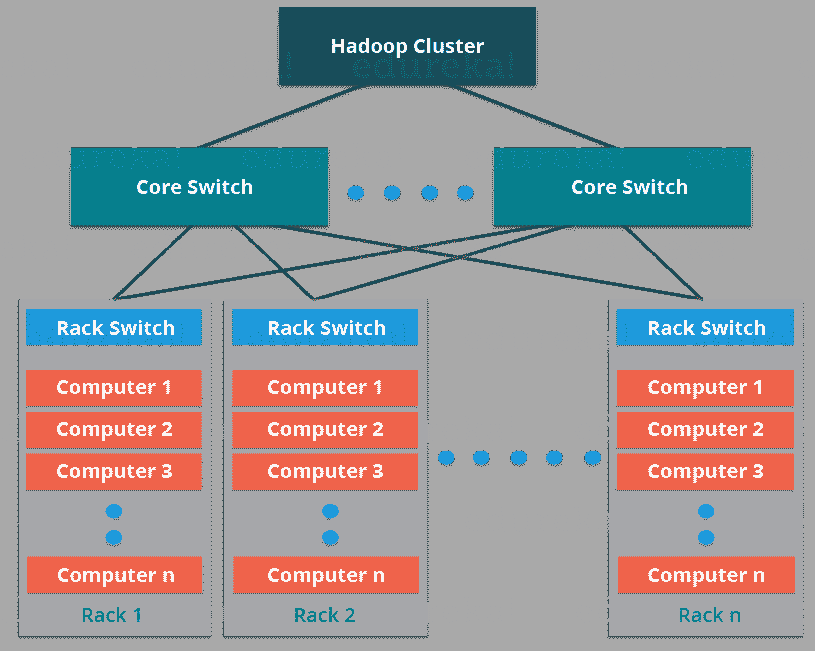 Hadoop Cluster
edureka!
Core Switch
Core Switch
Rack Switch
Rack Switch
Rack Switch
Computer 1
Computer 1
Computer 1
Computer 2
Computer 2
Computer 2
Computer 3
Computer 3
Computer 3
Computer n
Computer n
Computer n
Rack 1
Rack 2
Rack n